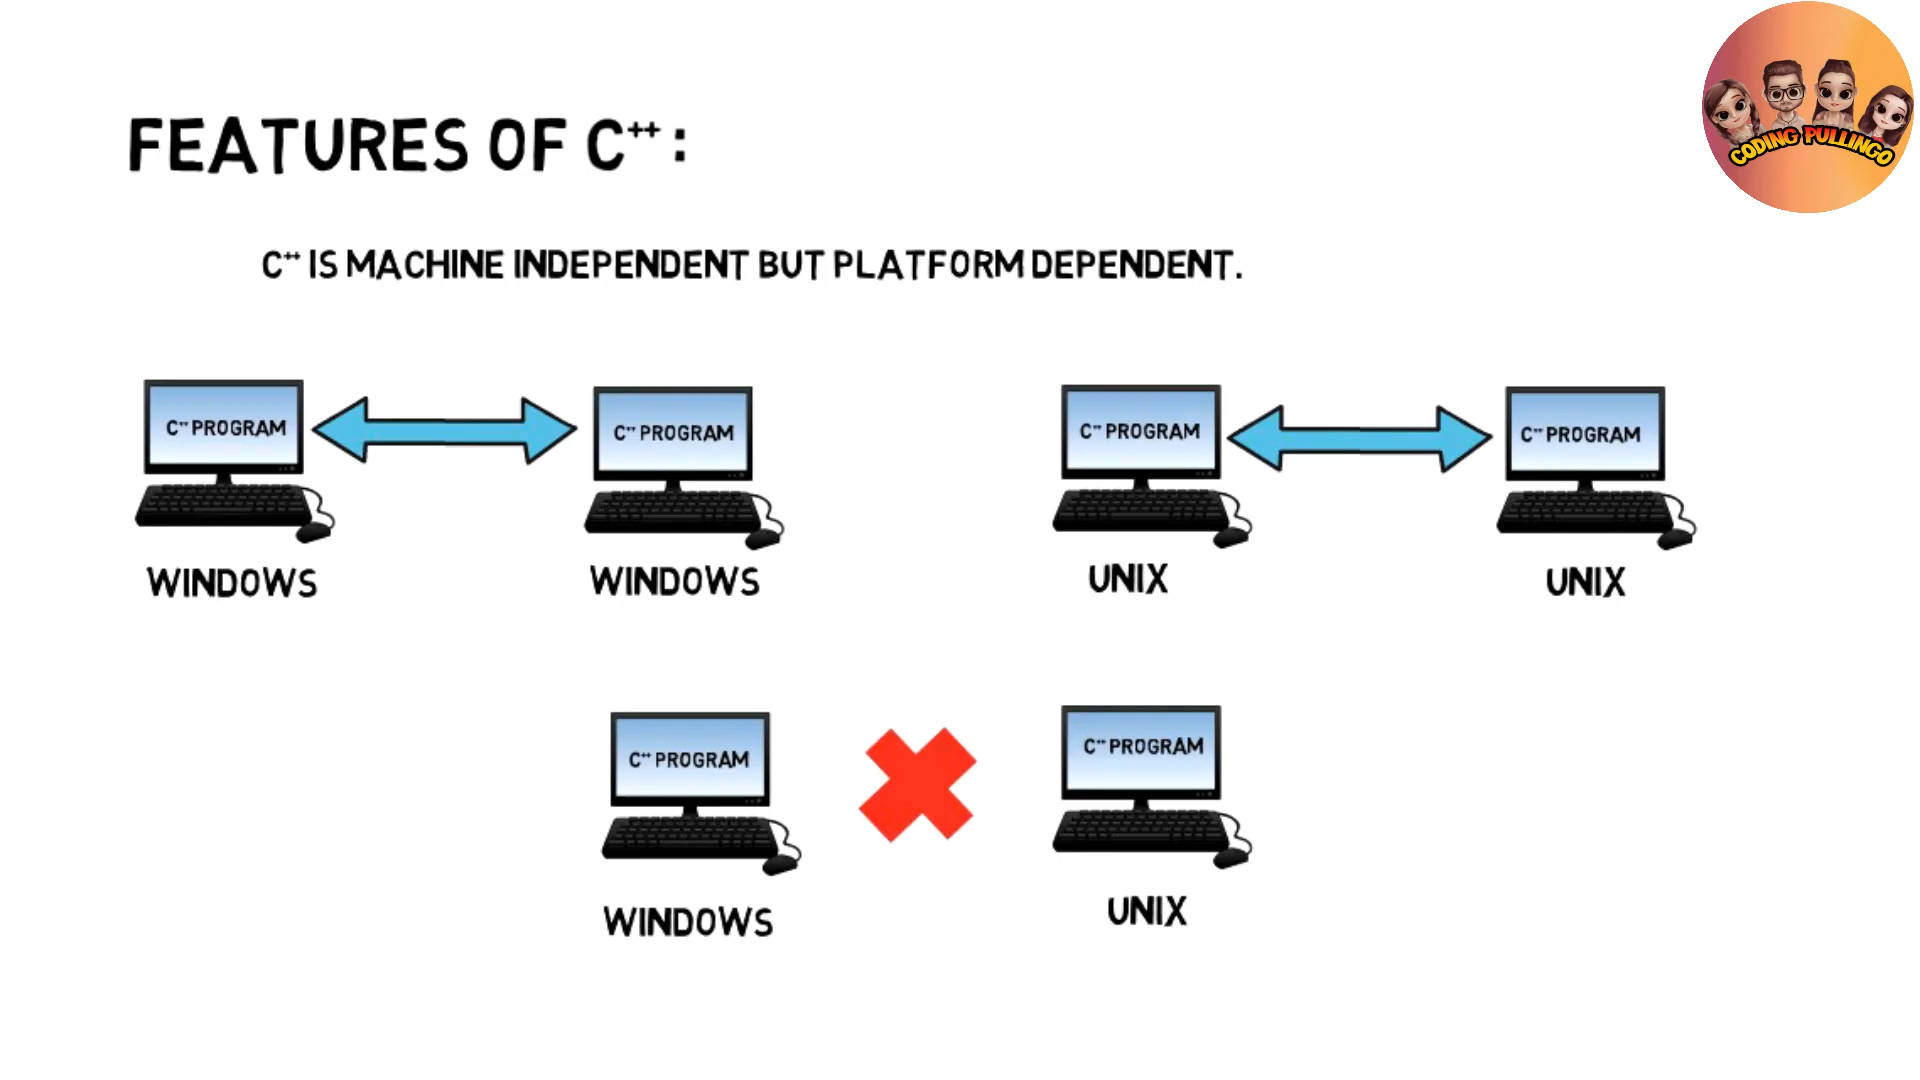 FEATURES OF C++ :
C++ IS MACHINE INDEPENDENT BUT PLATFORM DEPENDENT.
C++ PROGRAM
C++ PROGRAM
C++ PROGRAM
C++ PROGRAM
WINDOWS
WINDOWS
UNIX
UNIX
C++ PROGRAM
C++ PROGRAM
WINDOWS
UNIX
CODING PULLINGO